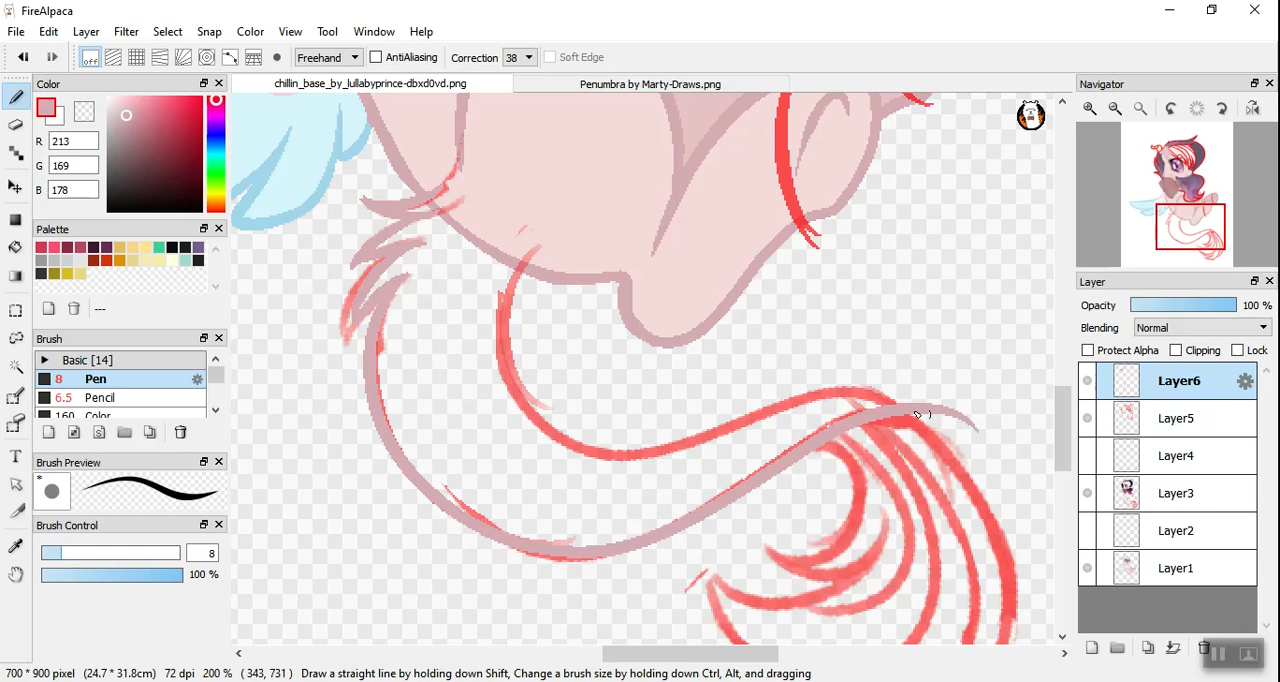 FireAlpaca
File Edit Layer Filter Select Snap Color View Tool Window Help
off Freehand AntiAliasing Correction 38 Soft Edge
Color
chillin_base_by_lullabyprince-dbxd0vd.png Penumbra by Marty-Draws.png
Navigator
R 213
G 169
B 178
Palette
---
Brush
Basic [14]
8 Pen
6.5 Pencil
160 Color
Brush Preview
*
Brush Control
8
100 %
Layer
Opacity 100 %
Blending Normal
Protect Alpha Clipping Lock
Layer6
Layer5
Layer4
Layer3
Layer2
Layer1
700 * 900 pixel (24.7 * 31.8cm) 72 dpi 200 % ( 343, 731 ) Draw a straight line by holding down Shift, Change a brush size by holding down Ctrl, Alt, and dragging